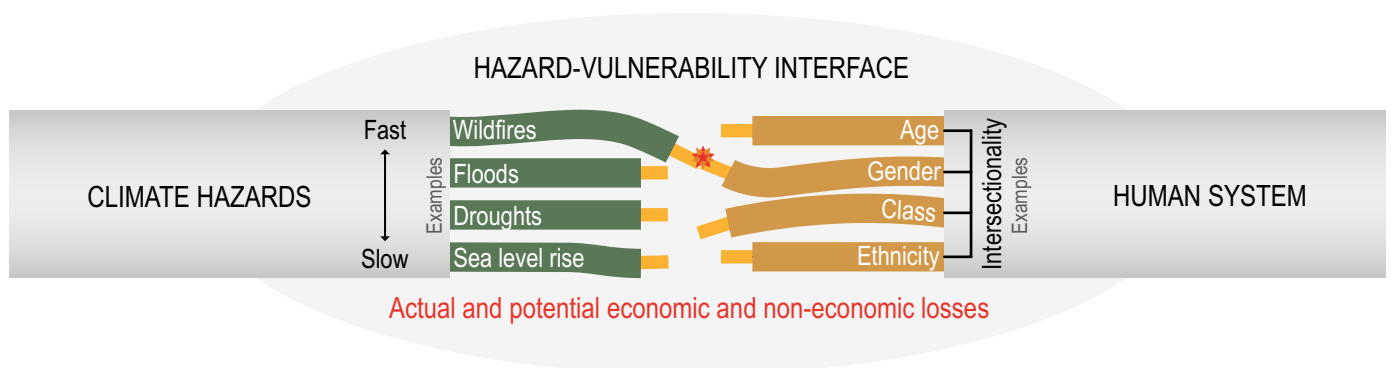 HAZARD-VULNERABILITY INTERFACE
CLIMATE HAZARDS
Fast
Slow
Examples
Wildfires
Floods
Droughts
Sea level rise
Age
Gender
Class
Ethnicity
Intersectionality
Examples
HUMAN SYSTEM
Actual and potential economic and non-economic losses